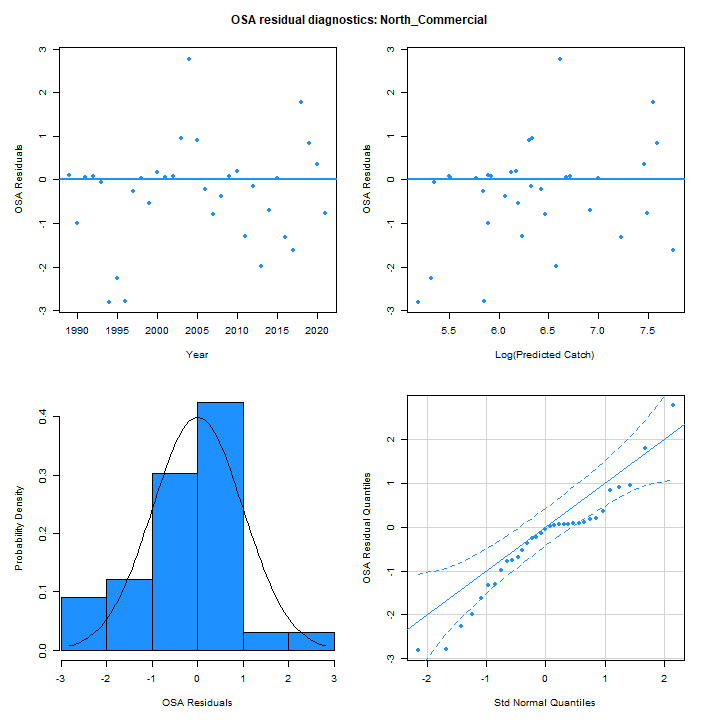 OSA residual diagnostics: North_Commercial
OSA Residuals
3
2
1
0
-1
-2
-3
1990 1995 2000 2005 2010 2015 2020
Year
OSA Residuals
3
2
1
0
-1
-2
-3
5.5 6.0 6.5 7.0 7.5
Log(Predicted Catch)
Probability Density
0.4
0.3
0.2
0.1
0.0
-3 -2 -1 0 1 2 3
OSA Residuals
OSA Residual Quantiles
2
1
0
-1
-2
-3
-2 -1 0 1 2
Std Normal Quantiles